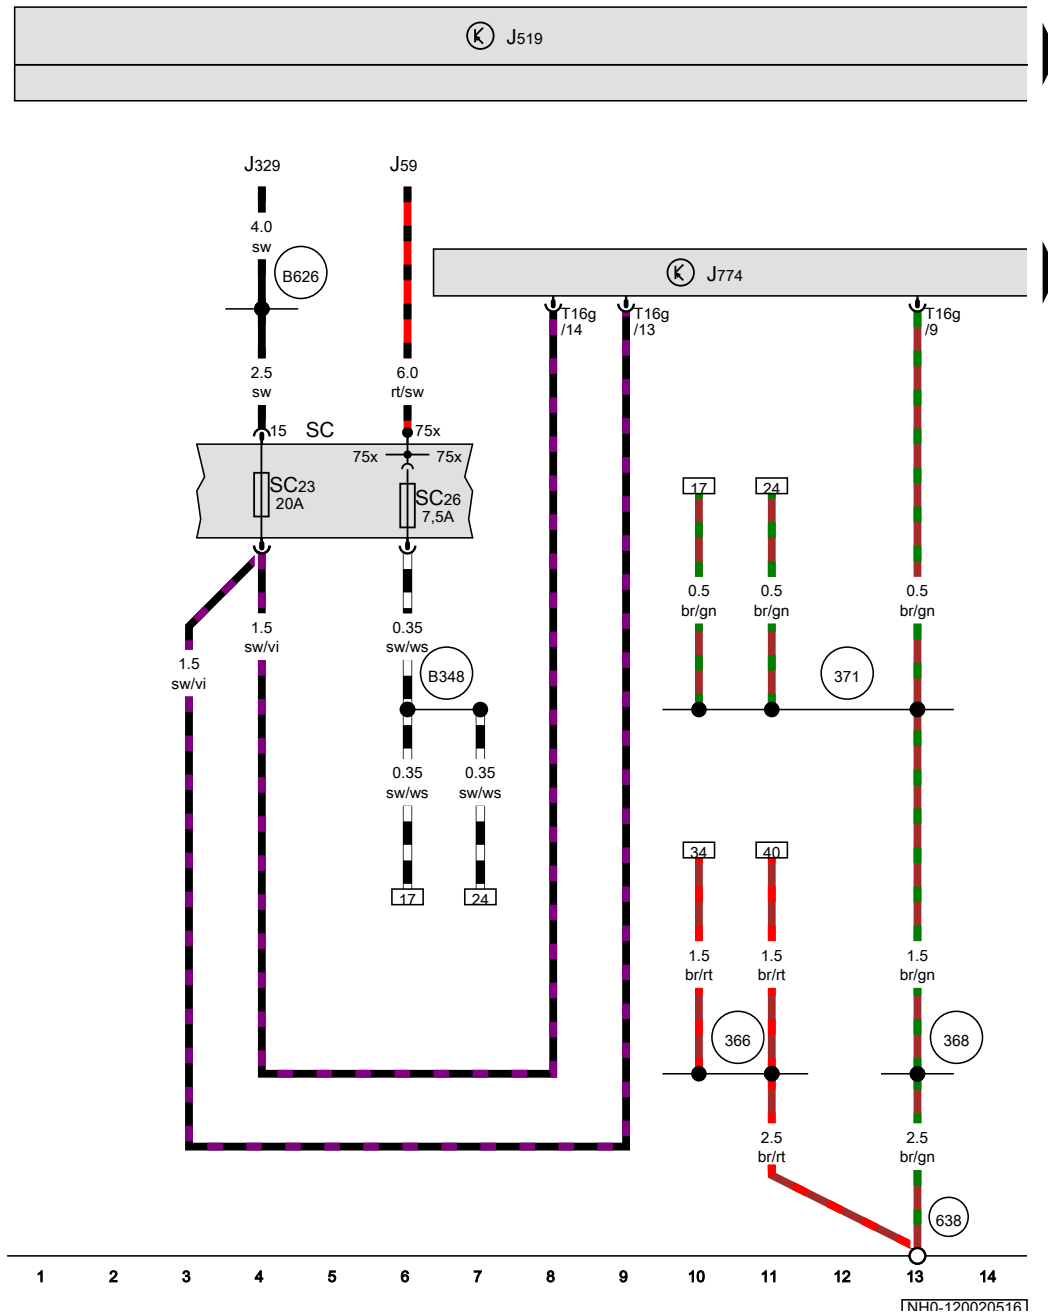 J519
J329
J59
4.0
sw
B626
J774
T16g
/14
T16g
/13
T16g
/9
2.5
sw
6.0
rt/sw
15
SC
75x
75x
75x
SC23
20A
SC26
7,5A
17
24
0.5
br/gn
0.5
br/gn
0.5
br/gn
1.5
sw/vi
0.35
sw/ws
1.5
sw/vi
B348
371
0.35
sw/ws
0.35
sw/ws
34
40
17
24
1.5
br/rt
1.5
br/rt
1.5
br/gn
366
368
2.5
br/rt
2.5
br/gn
638
1 2 3 4 5 6 7 8 9 10 11 12 13 14
NH0-120020516